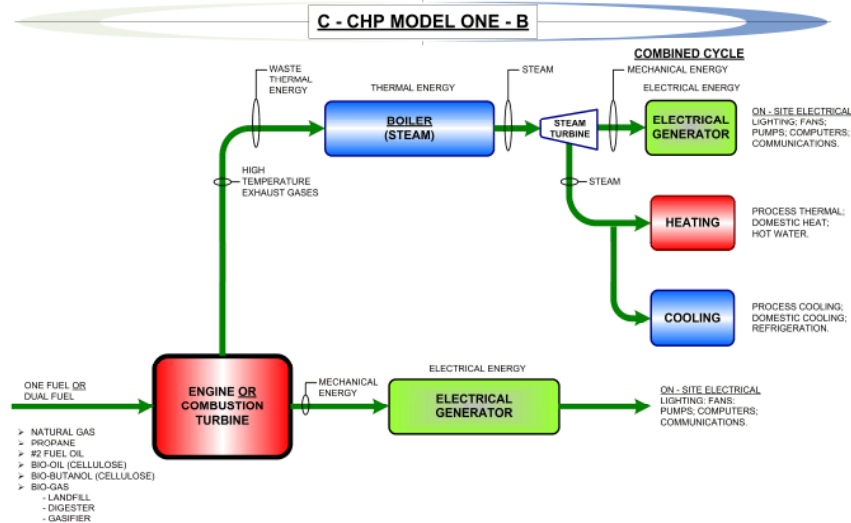 C - CHP MODEL ONE - B
COMBINED CYCLE
WASTE
THERMAL
ENERGY
THERMAL ENERGY
STEAM
MECHANICAL ENERGY
ELECTRICAL ENERGY
BOILER
(STEAM)
STEAM
TURBINE
ELECTRICAL
GENERATOR
ON - SITE ELECTRICAL
LIGHTING; FANS:
PUMPS; COMPUTERS;
COMMUNICATIONS.
HIGH
TEMPERATURE
EXHAUST GASES
STEAM
HEATING
PROCESS THERMAL;
DOMESTIC HEAT;
HOT WATER.
COOLING
PROCESS COOLING;
DOMESTIC COOLING;
REFRIGERATION.
ONE FUEL OR
DUAL FUEL
ENGINE OR
COMBUSTION
TURBINE
MECHANICAL
ENERGY
ELECTRICAL ENERGY
ELECTRICAL
GENERATOR
ON - SITE ELECTRICAL
LIGHTING: FANS:
PUMPS; COMPUTERS;
COMMUNICATIONS.
NATURAL GAS
PROPANE
#2 FUEL OIL
BIO-OIL (CELLULOSE)
BIO-BUTANOL (CELLULOSE)
BIO-GAS
- LANDFILL
- DIGESTER
- GASIFIER